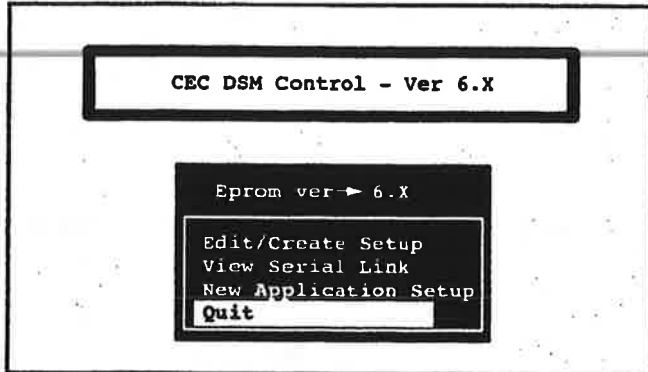 CEC DSM Control - Ver 6.X
Eprom ver→ 6.X
Edit/Create Setup
View Serial Link
New Application Setup
Quit